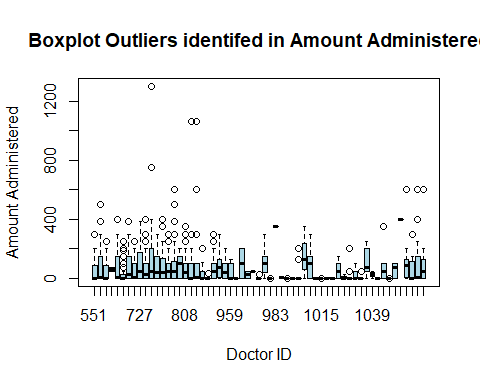 Boxplot Outliers identifed in Amount Administere
Amount Administered
1200
800
400
0
551 727 808 959 983 1015 1039
Doctor ID